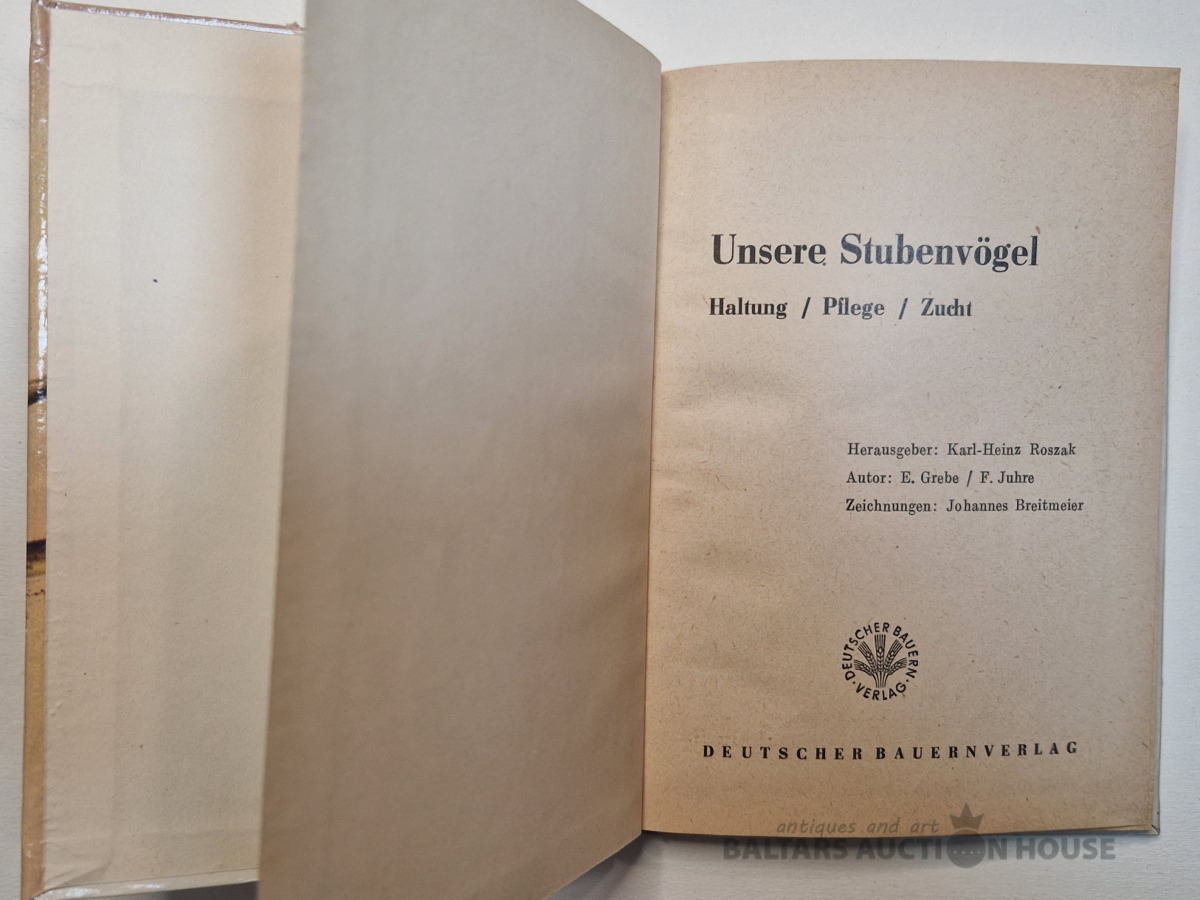 Unsere Stubenvögel
Haltung / Pflege / Zucht
Herausgeber: Karl-Heinz Roszak
Autor: E. Grebe / F. Juhre
Zeichnungen: Johannes Breitmeier
DEUTSCHER BAUERN
· VERLAG ·
DEUTSCHER BAUERNVERLAG
antiques and art
BALTARS AUCTION HOUSE